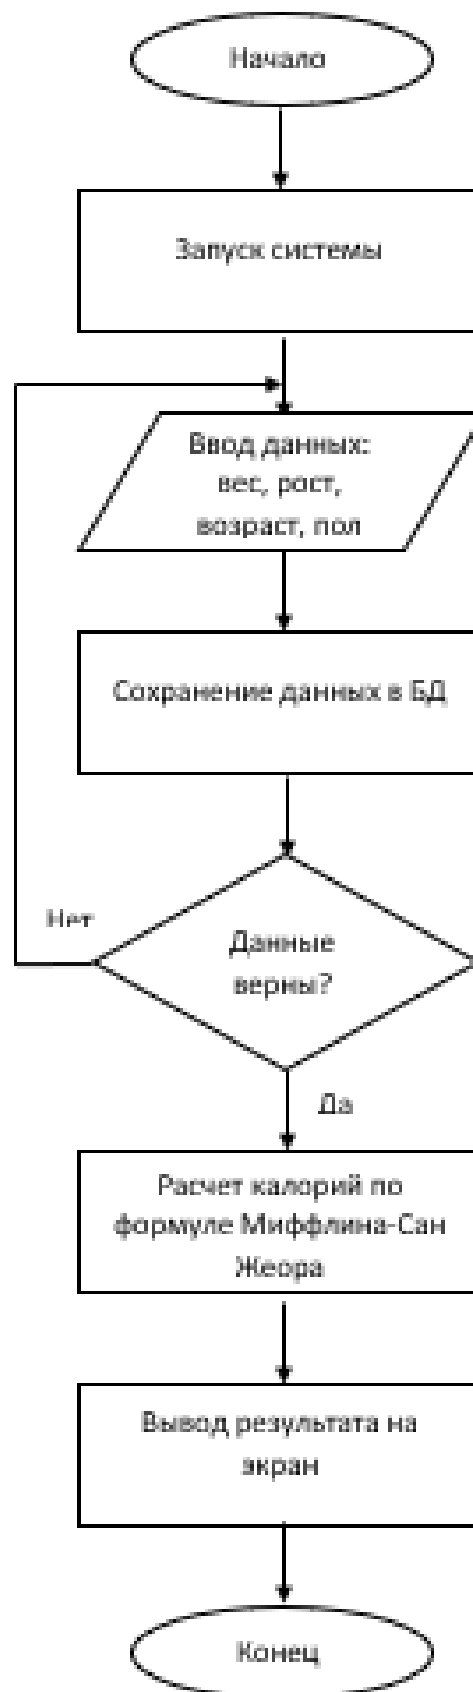 Начало
Запуск системы
Ввод данных:
вес, рост,
возраст, пол
Сохранение данных в БД
Нет
Данные
верны?
Да
Расчет калорий по
формуле Миффлина-Сан
Жеора
Вывод результата на
экран
Конец